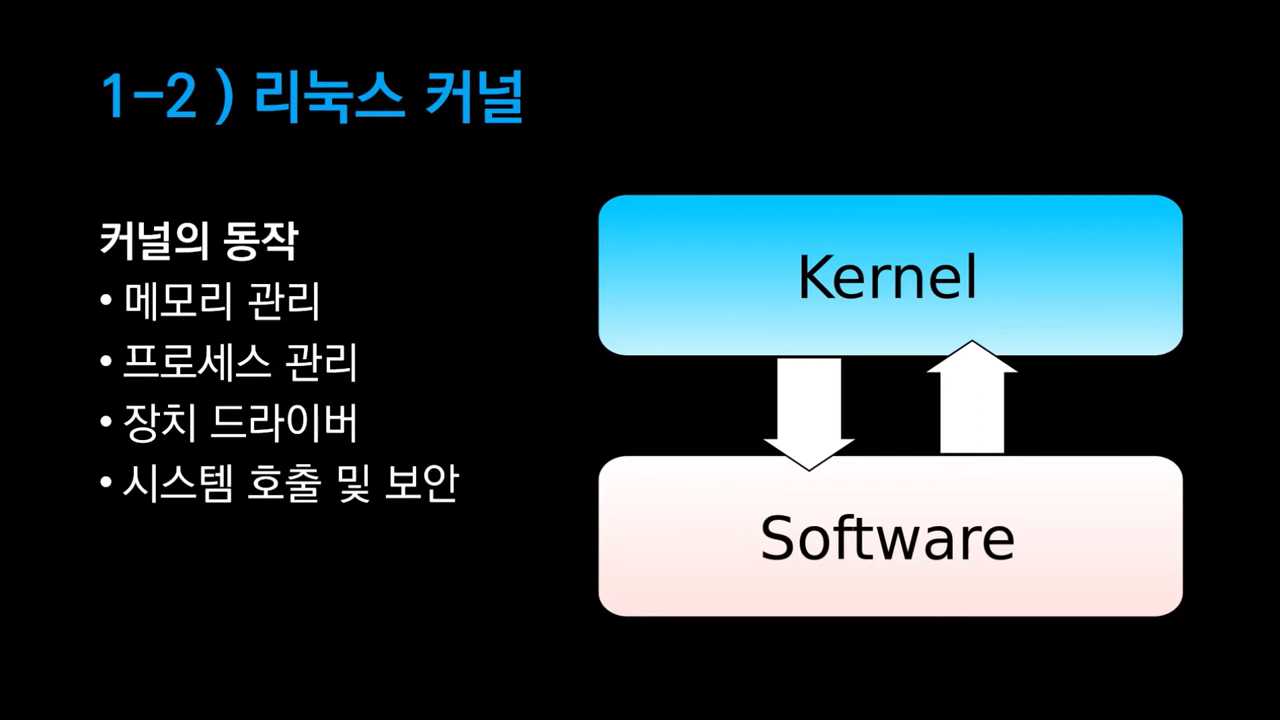 1-2 ) 리눅스 커널
커널의 동작
• 메모리 관리
• 프로세스 관리
• 장치 드라이버
• 시스템 호출 및 보안
Kernel
Software